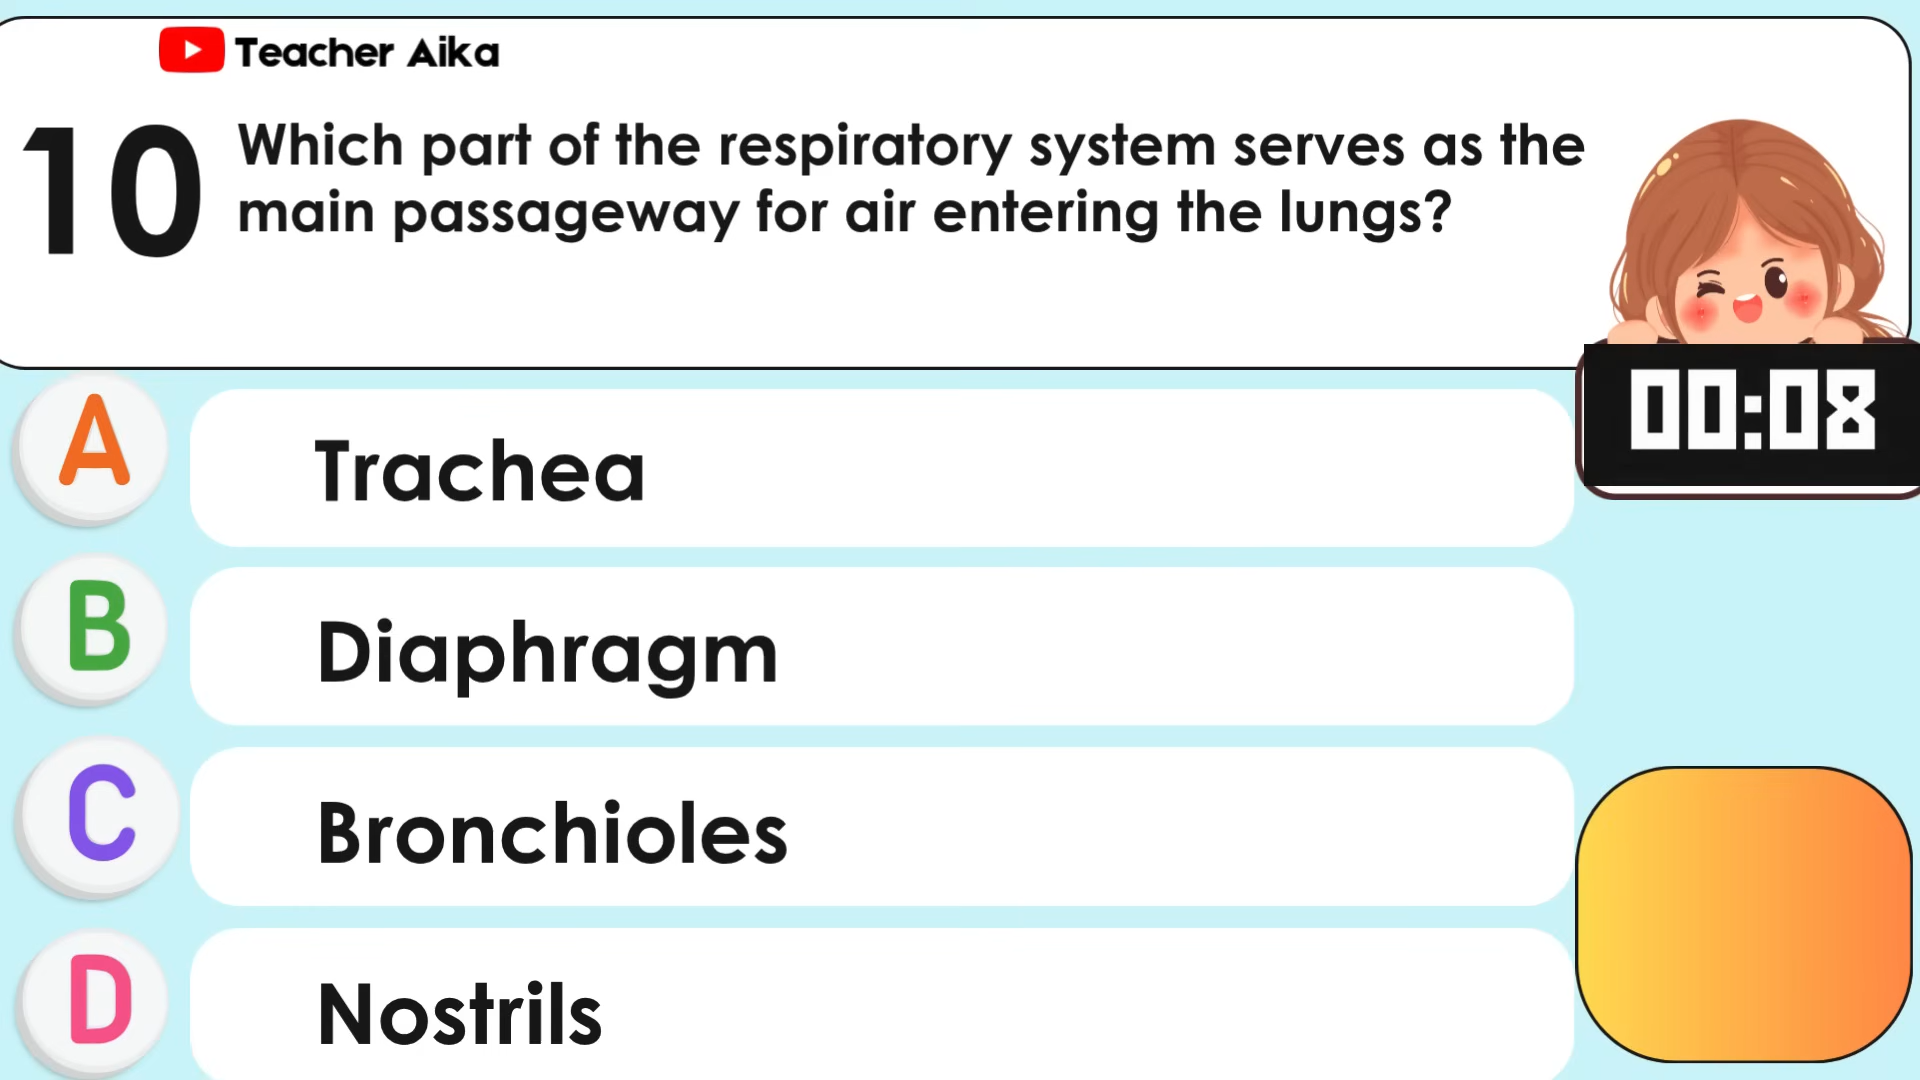 Teacher Aika
10
Which part of the respiratory system serves as the
main passageway for air entering the lungs?
00:08
A
Trachea
B
Diaphragm
C
Bronchioles
D
Nostrils